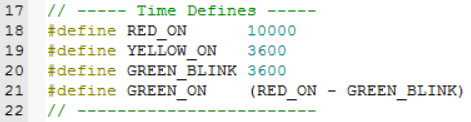 17 // ----- Time Defines -----
18 #define RED_ON 10000
19 #define YELLOW_ON 3600
20 #define GREEN_BLINK 3600
21 #define GREEN_ON (RED_ON - GREEN_BLINK)
22 // ------------------------